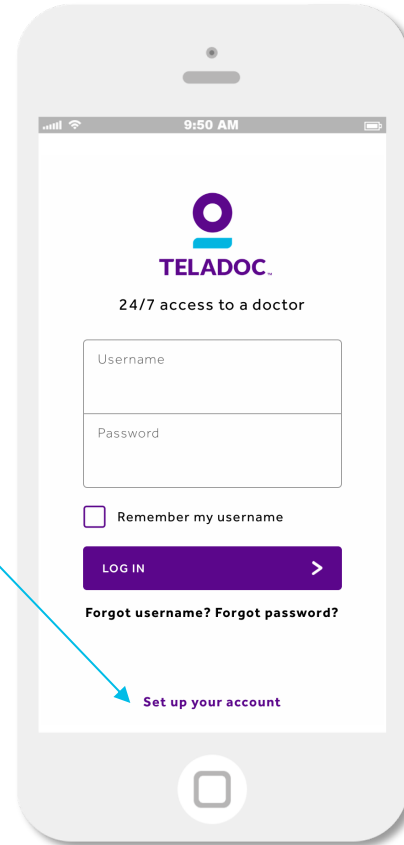 9:50 AM
TELADOC™
24/7 access to a doctor
Username
Password
Remember my username
LOG IN
Forgot username? Forgot password?
Set up your account